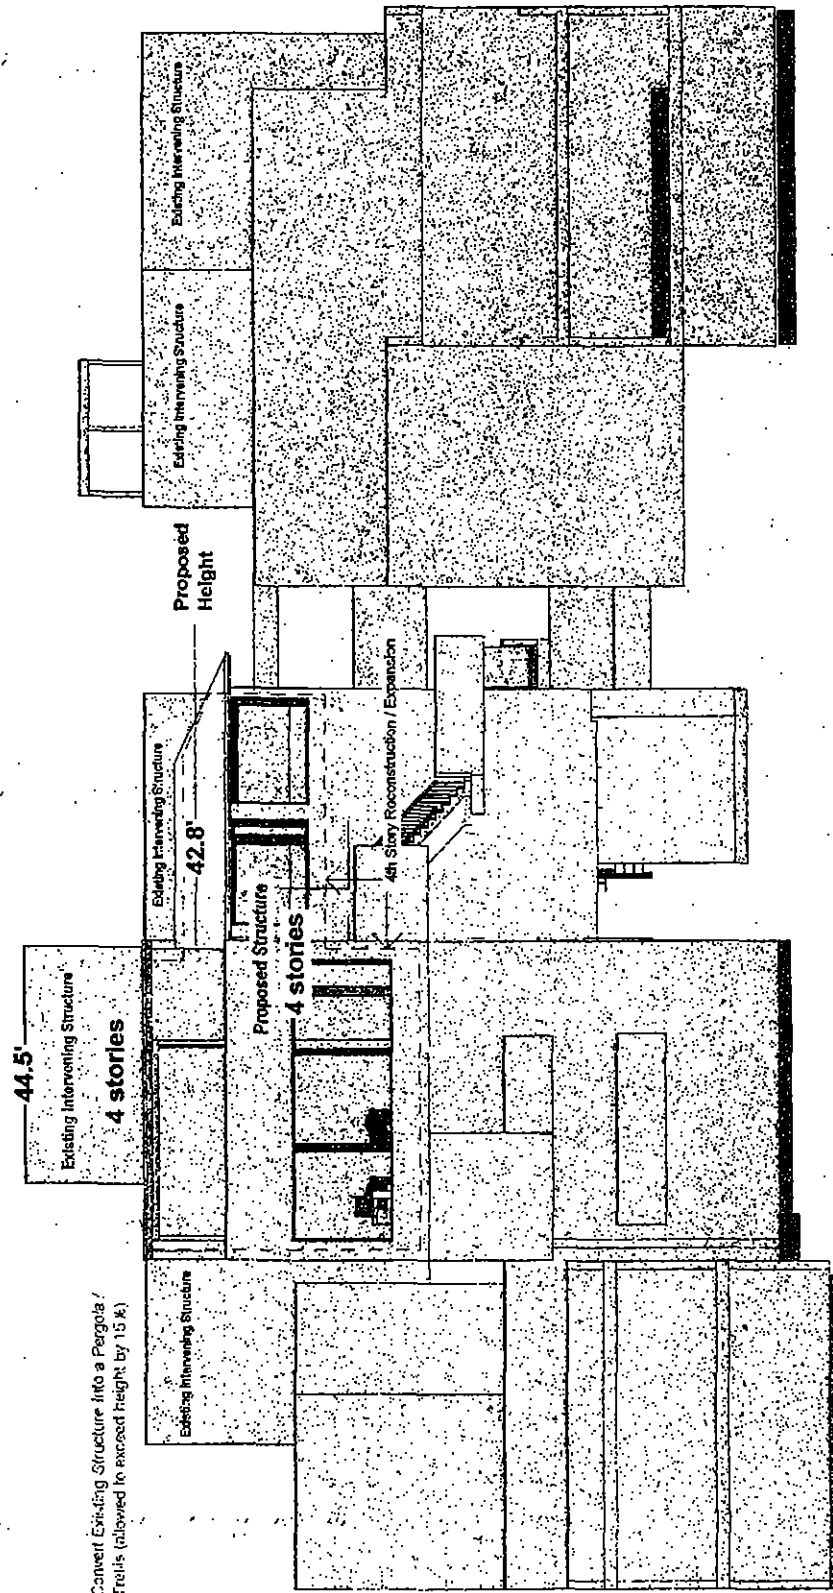 Convert Existing Structure Into a Pergola /
Trellis (allowed to exceed height by 15 %)
44.5'
Existing Intervening Structure
4 stories
Existing Intervening Structure
Existing Intervening Structure
42.8'
Proposed
Height
Existing Intervening Structure
Existing Intervening Structure
Proposed Structure
4 stories
4th Story Roconstruction / Expansion